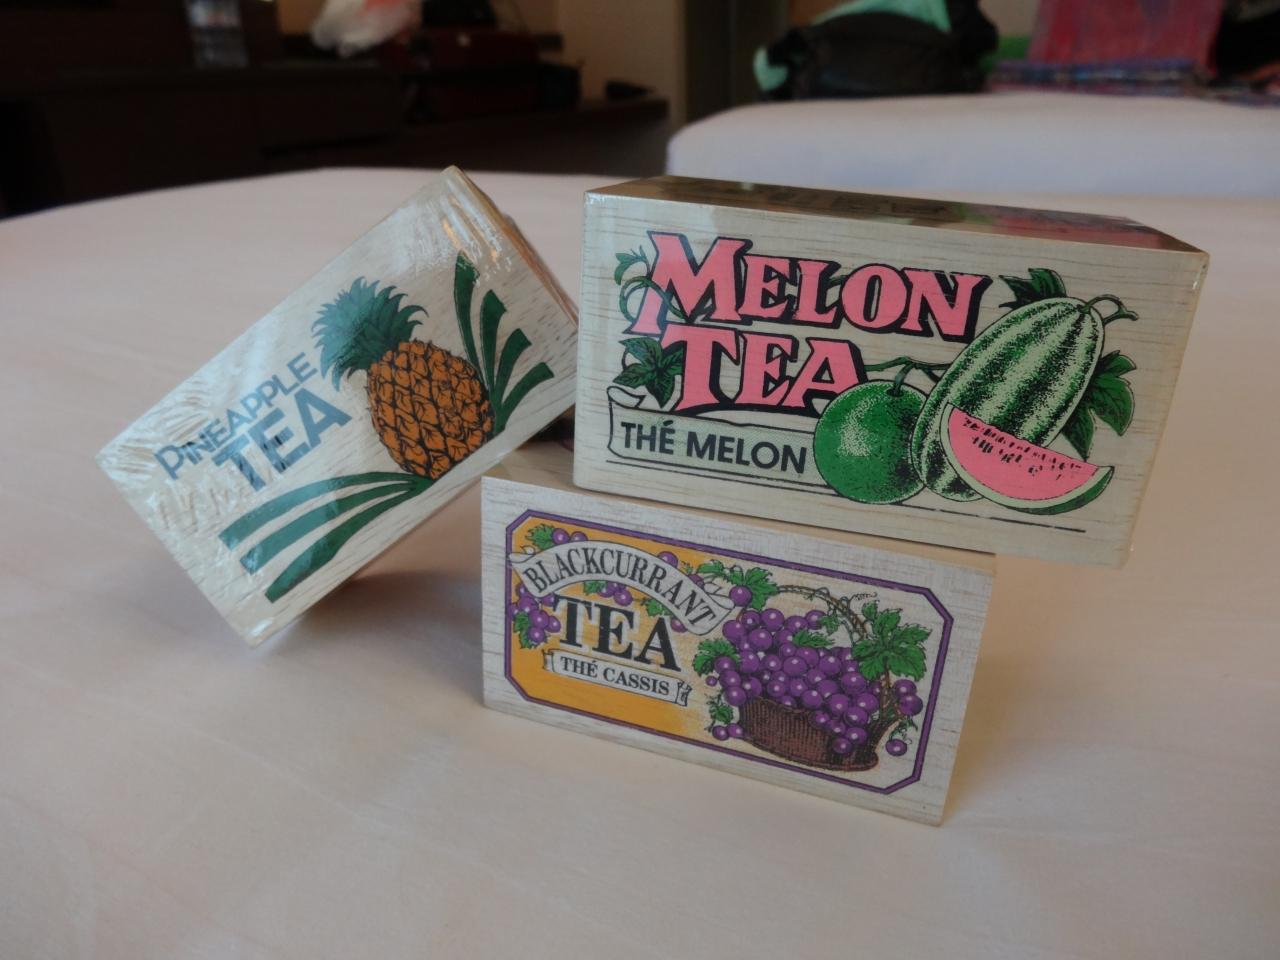 PINEAPPLE
TEA
MELON
TEA
THÉ MELON
BLACKCURRANT
TEA
THÉ CASSIS